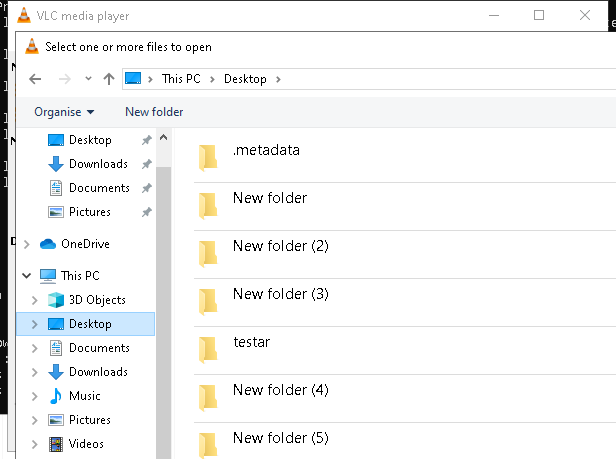 VLC media player
Select one or more files to open
This PC
Desktop
Organise
New folder
Desktop
Downloads
Documents
Pictures
OneDrive
This PC
3D Objects
Desktop
Documents
Downloads
Music
Pictures
Videos
.metadata
New folder
New folder (2)
New folder (3)
testar
New folder (4)
New folder (5)